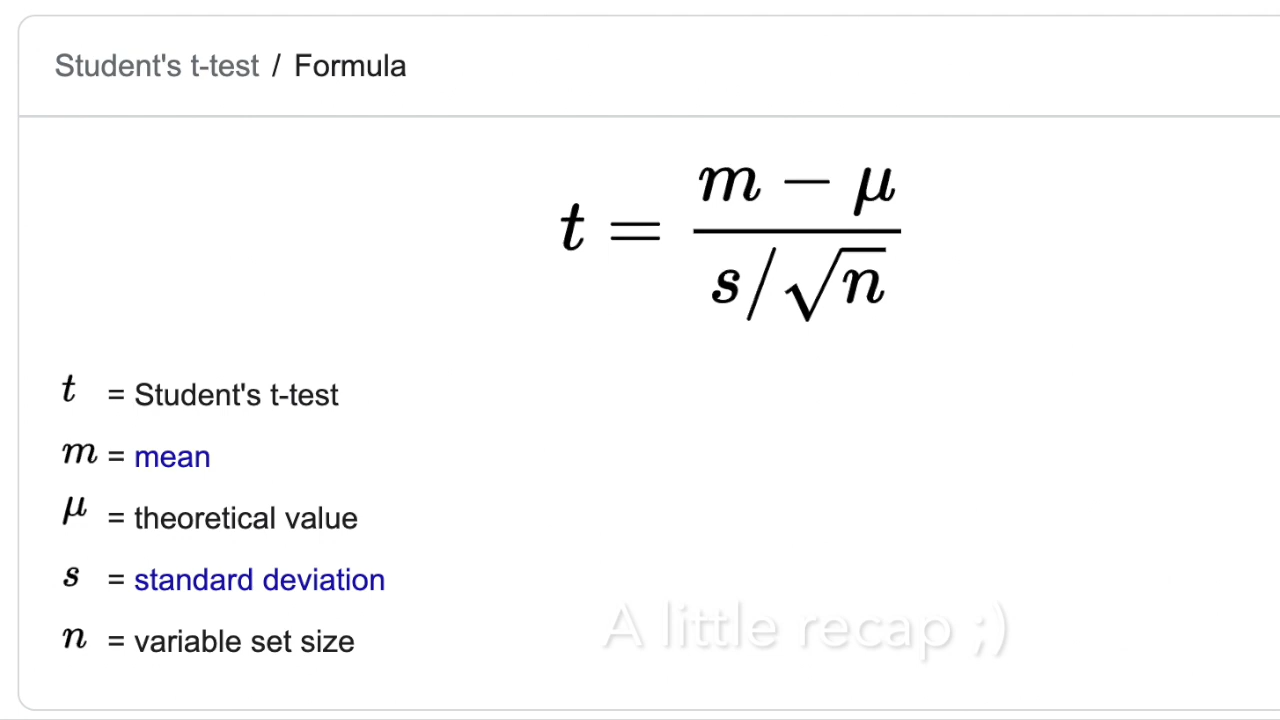 Student's t-test / Formula
t = m − μ / s/√n
t = Student's t-test
m = mean
μ = theoretical value
s = standard deviation
n = variable set size
A little recap ;)